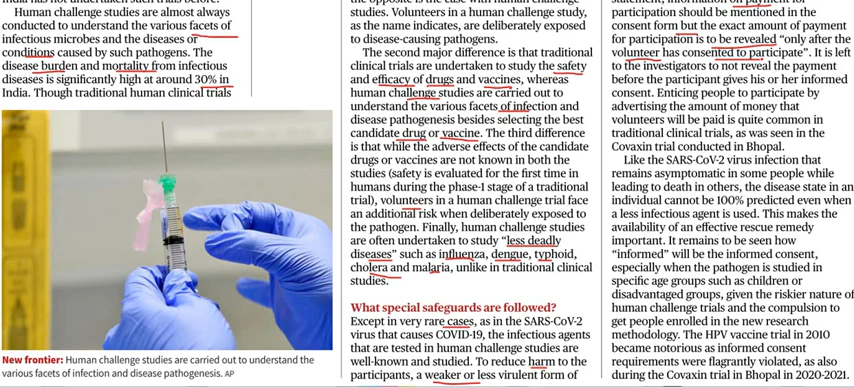 Human challenge studies are almost always
conducted to understand the various facets of
infectious microbes and the diseases or
conditions caused by such pathogens. The
disease burden and mortality from infectious
diseases is significantly high at around 30% in
India. Though traditional human clinical trials
New frontier: Human challenge studies are carried out to understand the
various facets of infection and disease pathogenesis. AP
the opposite is the case with human challenge
studies. Volunteers in a human challenge study,
as the name indicates, are deliberately exposed
to disease-causing pathogens.
The second major difference is that traditional
clinical trials are undertaken to study the safety
and efficacy of drugs and vaccines, whereas
human challenge studies are carried out to
understand the various facets of infection and
disease pathogenesis besides selecting the best
candidate drug or vaccine. The third difference
is that while the adverse effects of the candidate
drugs or vaccines are not known in both the
studies (safety is evaluated for the first time in
humans during the phase-1 stage of a traditional
trial), volunteers in a human challenge trial face
an additional risk when deliberately exposed to
the pathogen. Finally, human challenge studies
are often undertaken to study “less deadly
diseases” such as influenza, dengue, typhoid,
cholera and malaria, unlike in traditional clinical
studies.
What special safeguards are followed?
Except in very rare cases, as in the SARS-CoV-2
virus that causes COVID-19, the infectious agents
that are tested in human challenge studies are
well-known and studied. To reduce harm to the
participants, a weaker or less virulent form of
statement, information on payment for
participation should be mentioned in the
consent form but the exact amount of payment
for participation is to be revealed “only after the
volunteer has consented to participate”. It is left
to the investigators to not reveal the payment
before the participant gives his or her informed
consent. Enticing people to participate by
advertising the amount of money that
volunteers will be paid is quite common in
traditional clinical trials, as was seen in the
Covaxin trial conducted in Bhopal.
Like the SARS-CoV-2 virus infection that
remains asymptomatic in some people while
leading to death in others, the disease state in an
individual cannot be 100% predicted even when
a less infectious agent is used. This makes the
availability of an effective rescue remedy
important. It remains to be seen how
“informed” will be the informed consent,
especially when the pathogen is studied in
specific age groups such as children or
disadvantaged groups, given the riskier nature of
human challenge trials and the compulsion to
get people enrolled in the new research
methodology. The HPV vaccine trial in 2010
became notorious as informed consent
requirements were flagrantly violated, as also
during the Covaxin trial in Bhopal in 2020-2021.